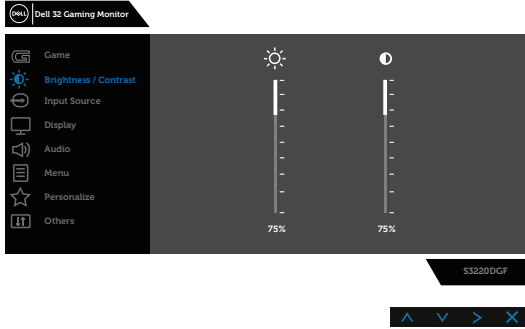 DELL
Dell 32 Gaming Monitor
Game
Brightness / Contrast
Input Source
Display
Audio
Menu
Personalize
Others
75% 75%
S3220DGF